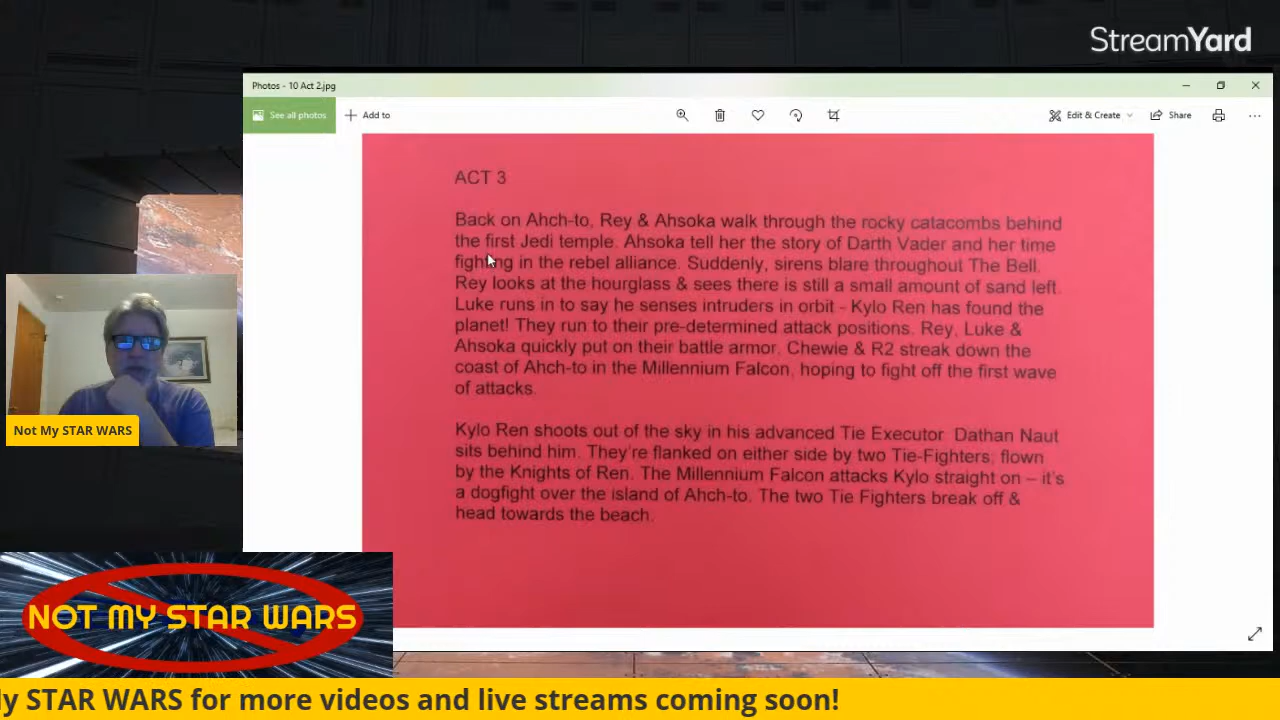 StreamYard
Photos - 10 Act 2.jpg
See all photos
Add to
Edit & Create
Share
ACT 3
Back on Ahch-to, Rey & Ahsoka walk through the rocky catacombs behind
the first Jedi temple. Ahsoka tell her the story of Darth Vader and her time
fighting in the rebel alliance. Suddenly, sirens blare throughout The Bell.
Rey looks at the hourglass & sees there is still a small amount of sand left.
Luke runs in to say he senses intruders in orbit - Kylo Ren has found the
planet! They run to their pre-determined attack positions. Rey, Luke &
Ahsoka quickly put on their battle armor. Chewie & R2 streak down the
coast of Ahch-to in the Millennium Falcon, hoping to fight off the first wave
of attacks.
Kylo Ren shoots out of the sky in his advanced Tie Executor. Dathan Naut
sits behind him. They're flanked on either side by two Tie-Fighters, flown
by the Knights of Ren. The Millennium Falcon attacks Kylo straight on – it's
a dogfight over the island of Ahch-to. The two Tie Fighters break off &
head towards the beach.
Not My STAR WARS
NOT MY STAR WARS
My STAR WARS for more videos and live streams coming soon!